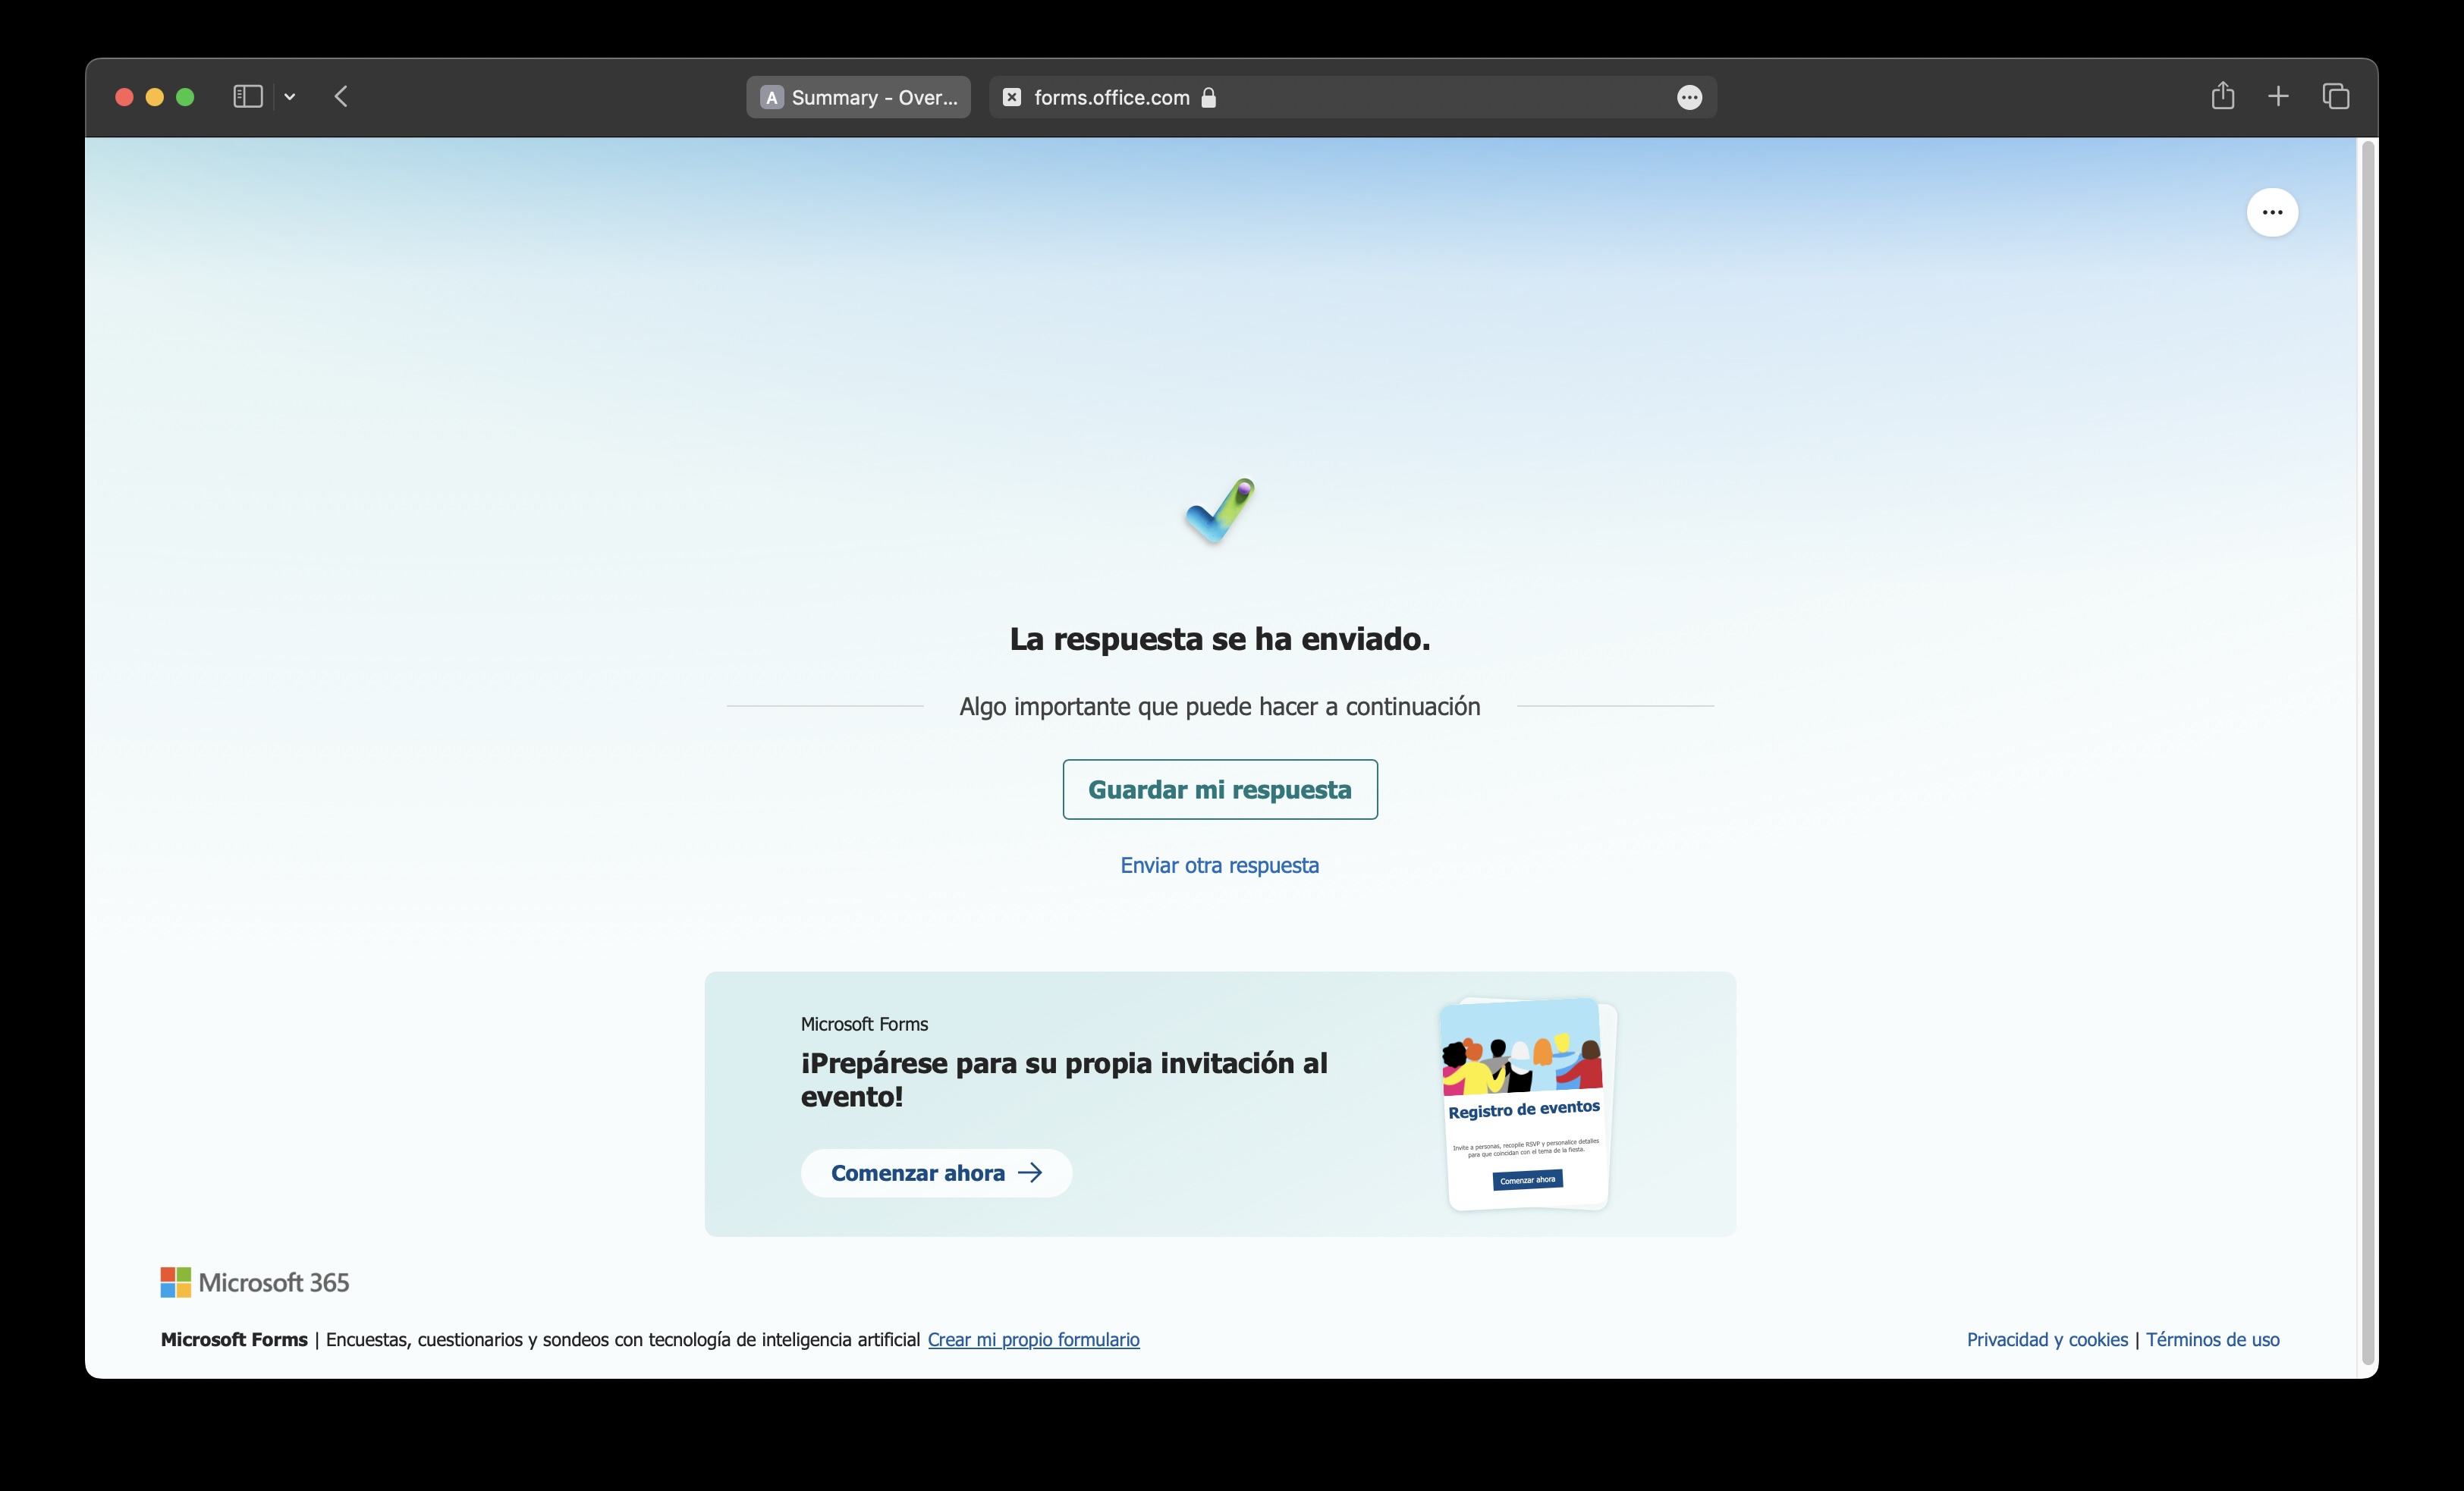 A Summary - Over...
forms.office.com
La respuesta se ha enviado.
Algo importante que puede hacer a continuación
Guardar mi respuesta
Enviar otra respuesta
Microsoft Forms
¡Prepárese para su propia invitación al
evento!
Comenzar ahora
Registro de eventos
Invite a personas, recopile RSVP y personalice detalles
para que coincidan con el tema de la fiesta.
Comenzar ahora
Microsoft 365
Microsoft Forms | Encuestas, cuestionarios y sondeos con tecnología de inteligencia artificial Crear mi propio formulario
Privacidad y cookies | Términos de uso